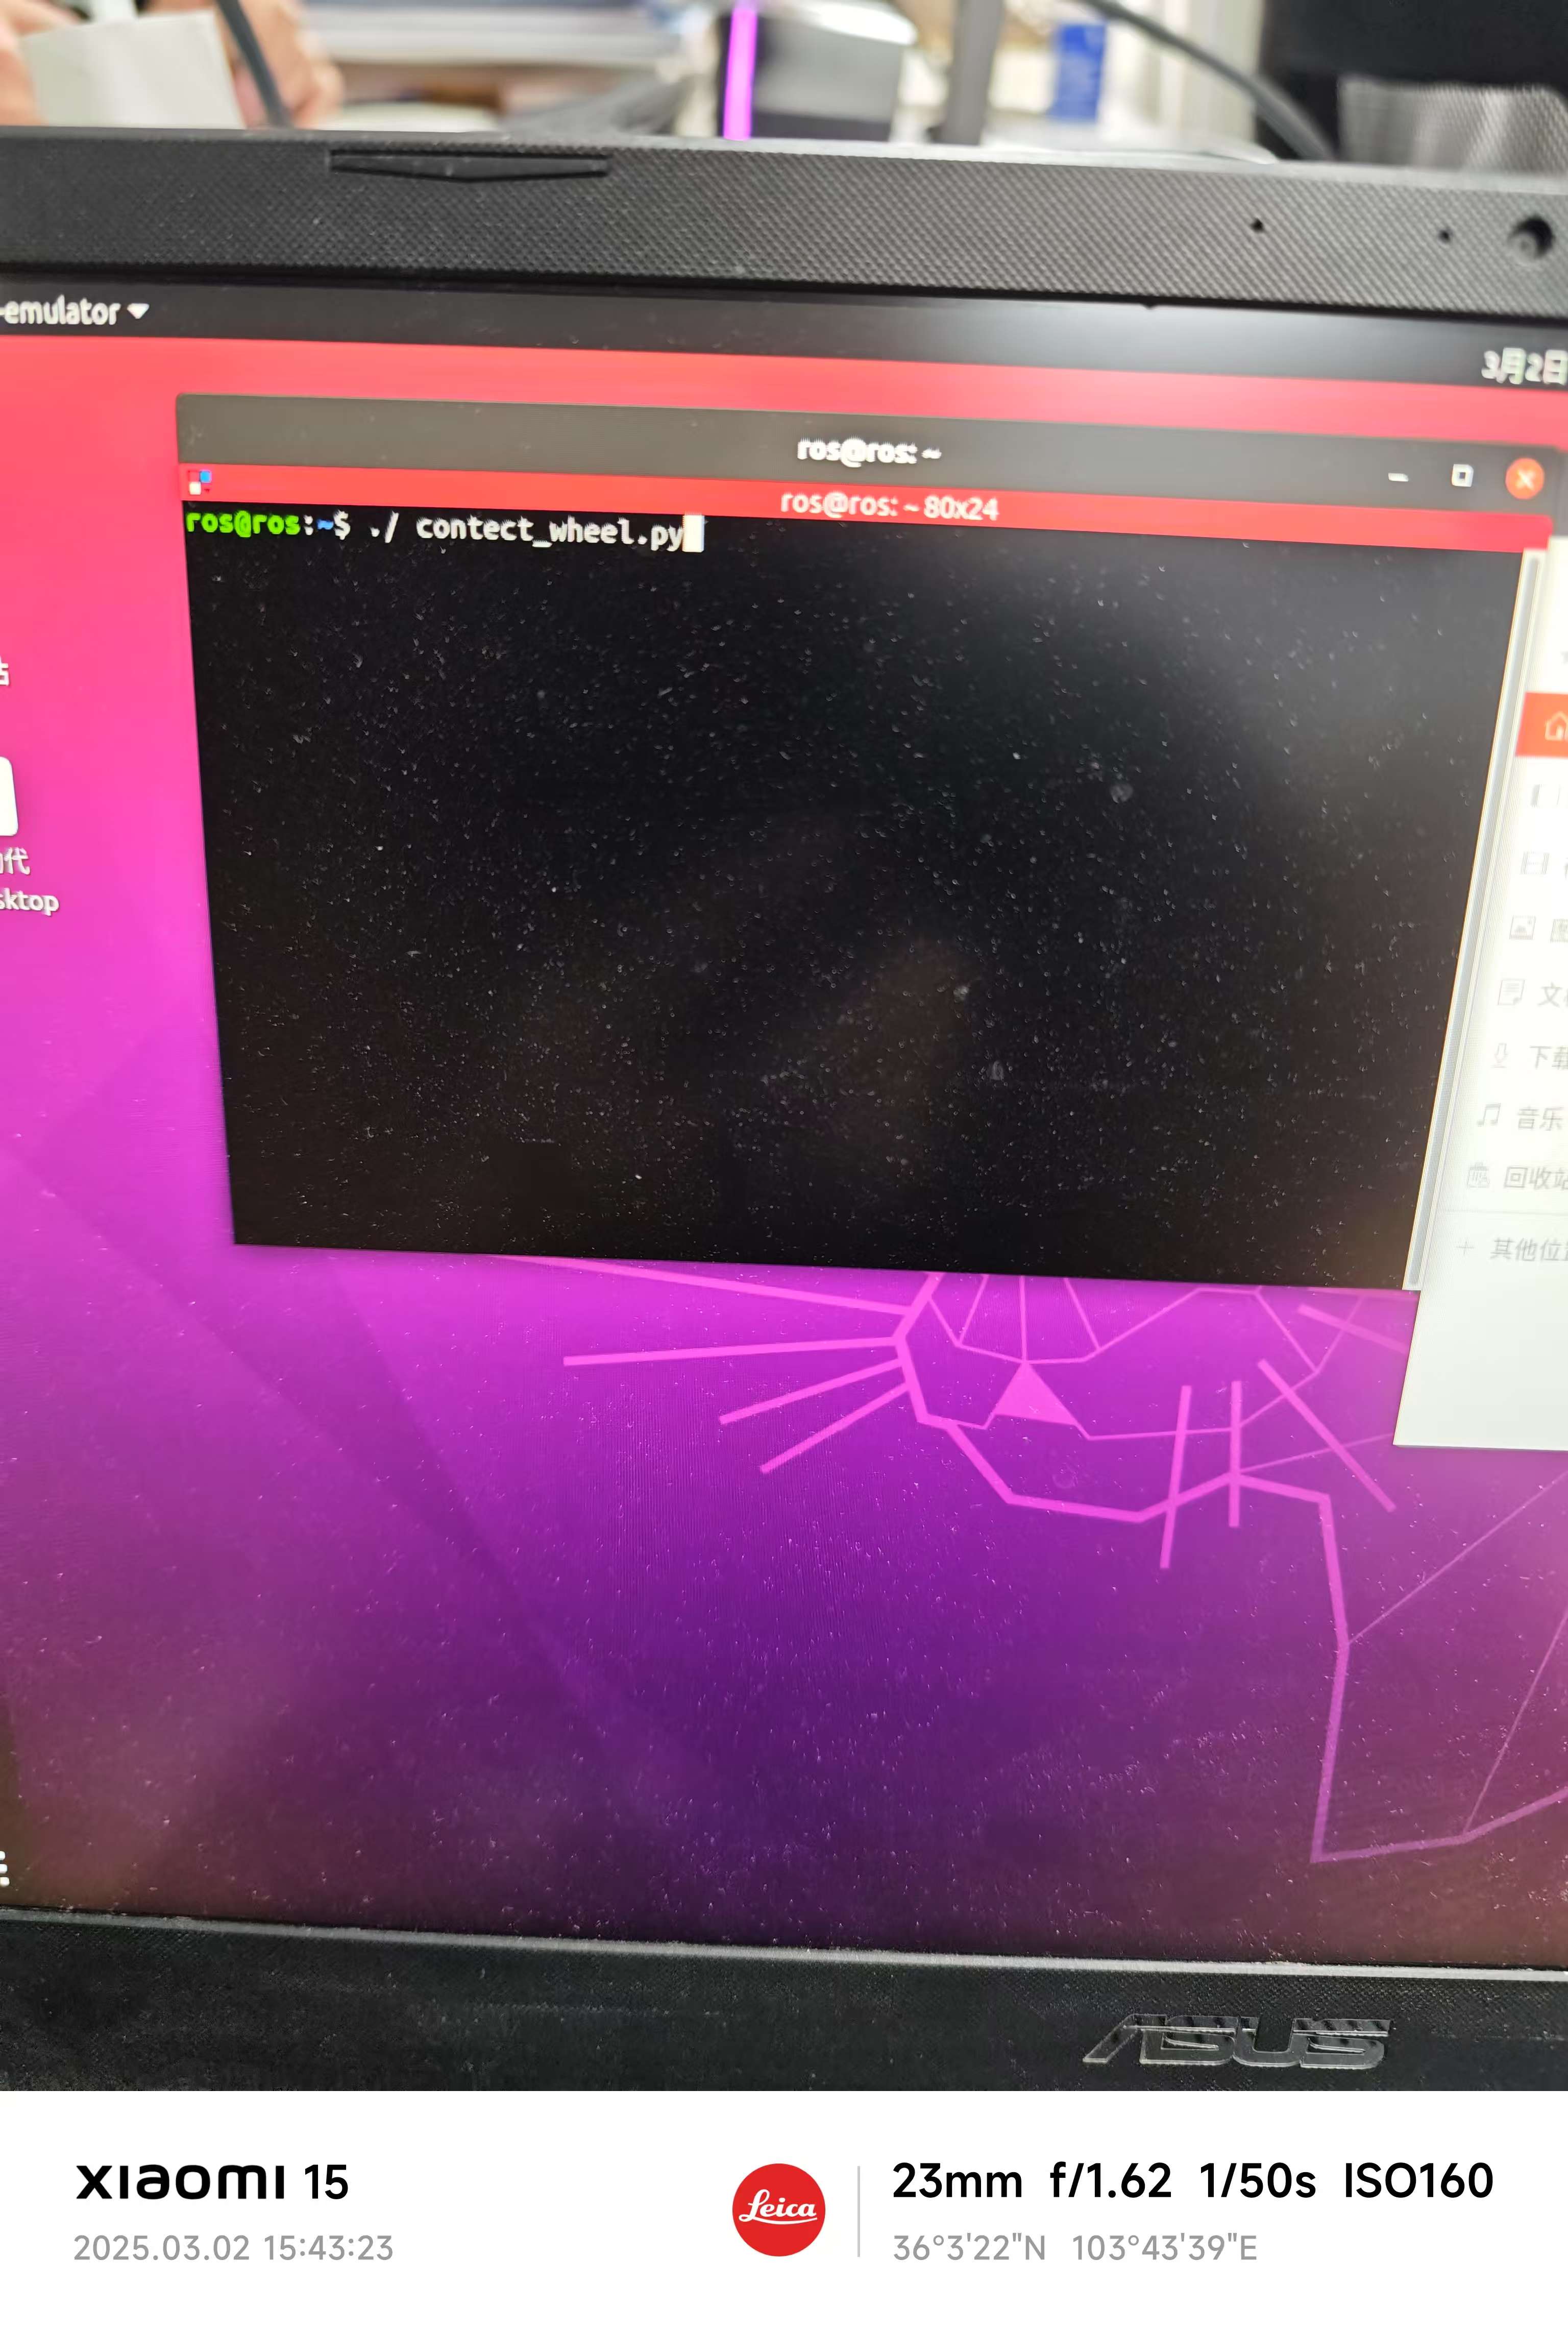 -emulator
3月2日
ros@ros: ~
ros@ros: ~ 80x24
ros@ros:~$ ./ contect_wheel.py
sktop
下载
音乐
回收站
其他位置
ASUS
xiaomi 15
2025.03.02 15:43:23
Leica
23mm f/1.62 1/50s ISO160
36°3'22"N 103°43'39"E